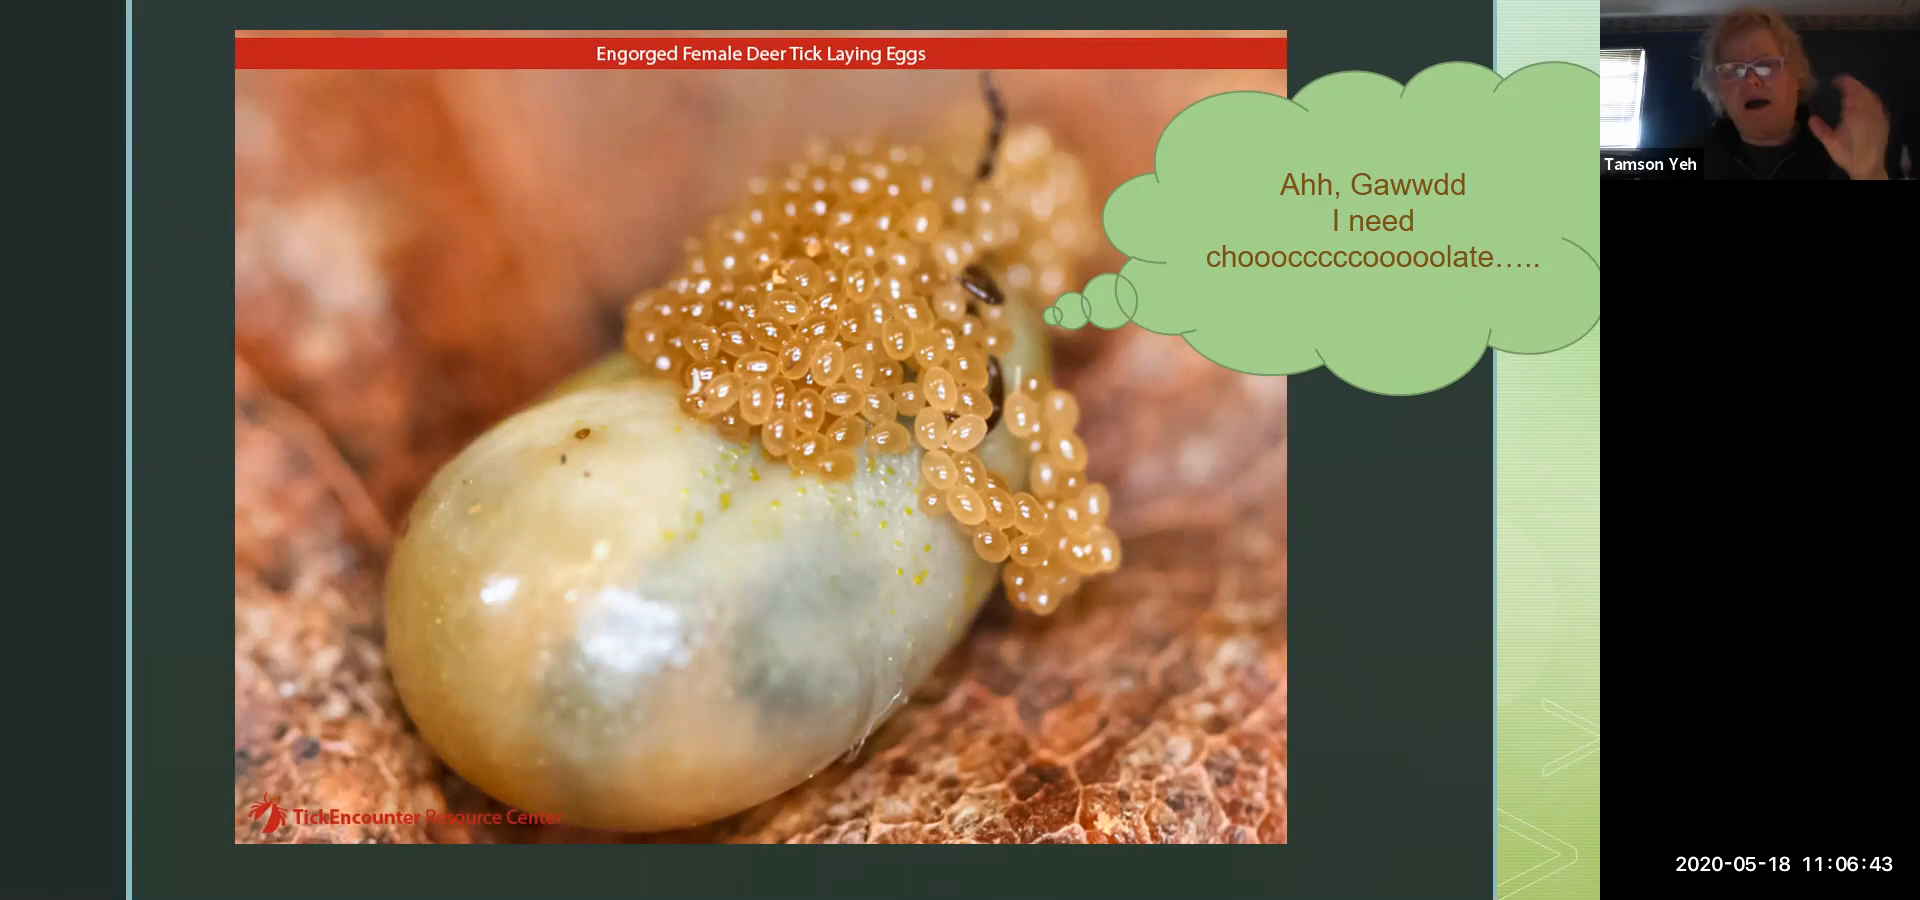 Engorged Female Deer Tick Laying Eggs
Ahh, Gawwdd
I need
chooocccccooooolate…..
Tamson Yeh
TickEncounter Resource Center
2020-05-18 11:06:43